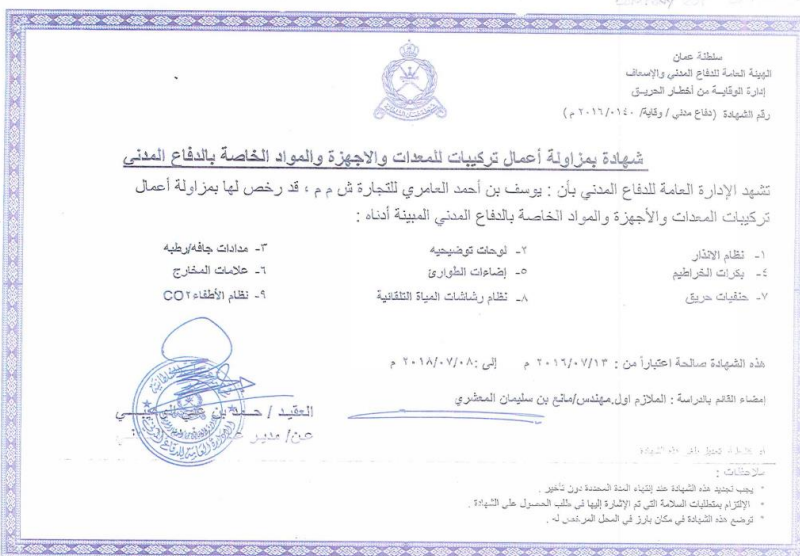 سلطنة عمان
الهيئة العامة للدفاع المدني والإسعاف
إدارة الوقاية من أخطار الحريق
رقم الشهادة (دفاع مدني / وقاية/ ٢٠١٦/٠١٤٠ م)
شهادة بمزاولة أعمال تركيبات للمعدات والاجهزة والمواد الخاصة بالدفاع المدني
تشهد الإدارة العامة للدفاع المدني بأن : يوسف بن أحمد العامري للتجارة ش م م ، قد رخص لها بمزاولة أعمال
تركيبات المعدات والأجهزة والمواد الخاصة بالدفاع المدني المبينة أدناه :
١- نظام الانذار ٢- لوحات توضيحيه ٣- مدادات جافه/رطبه
٤- بكرات الخراطيم ٥- إضاءات الطوارئ ٦- علامات المخارج
٧- حنفيات حريق ٨- نظام رشاشات المياة التلقائية ٩- نظام الأطفاء CO٢
هذه الشهادة صالحة اعتباراً من : ٢٠١٦/٠٧/١٣ م إلى : ٢٠١٨/٠٧/٠٨ م
إمضاء القائم بالدراسة : الملازم اول.مهندس/مانع بن سليمان المعشري
العقيد / حمد بن علي
عن/ مدير
ملاحظات :
* يجب تجديد هذه الشهادة عند إنتهاء المدة المحددة دون تأخير .
* الإلتزام بمتطلبات السلامة التي تم الإشارة إليها في طلب الحصول على الشهادة .
* توضع هذه الشهادة في مكان بارز في المحل المرخص له .